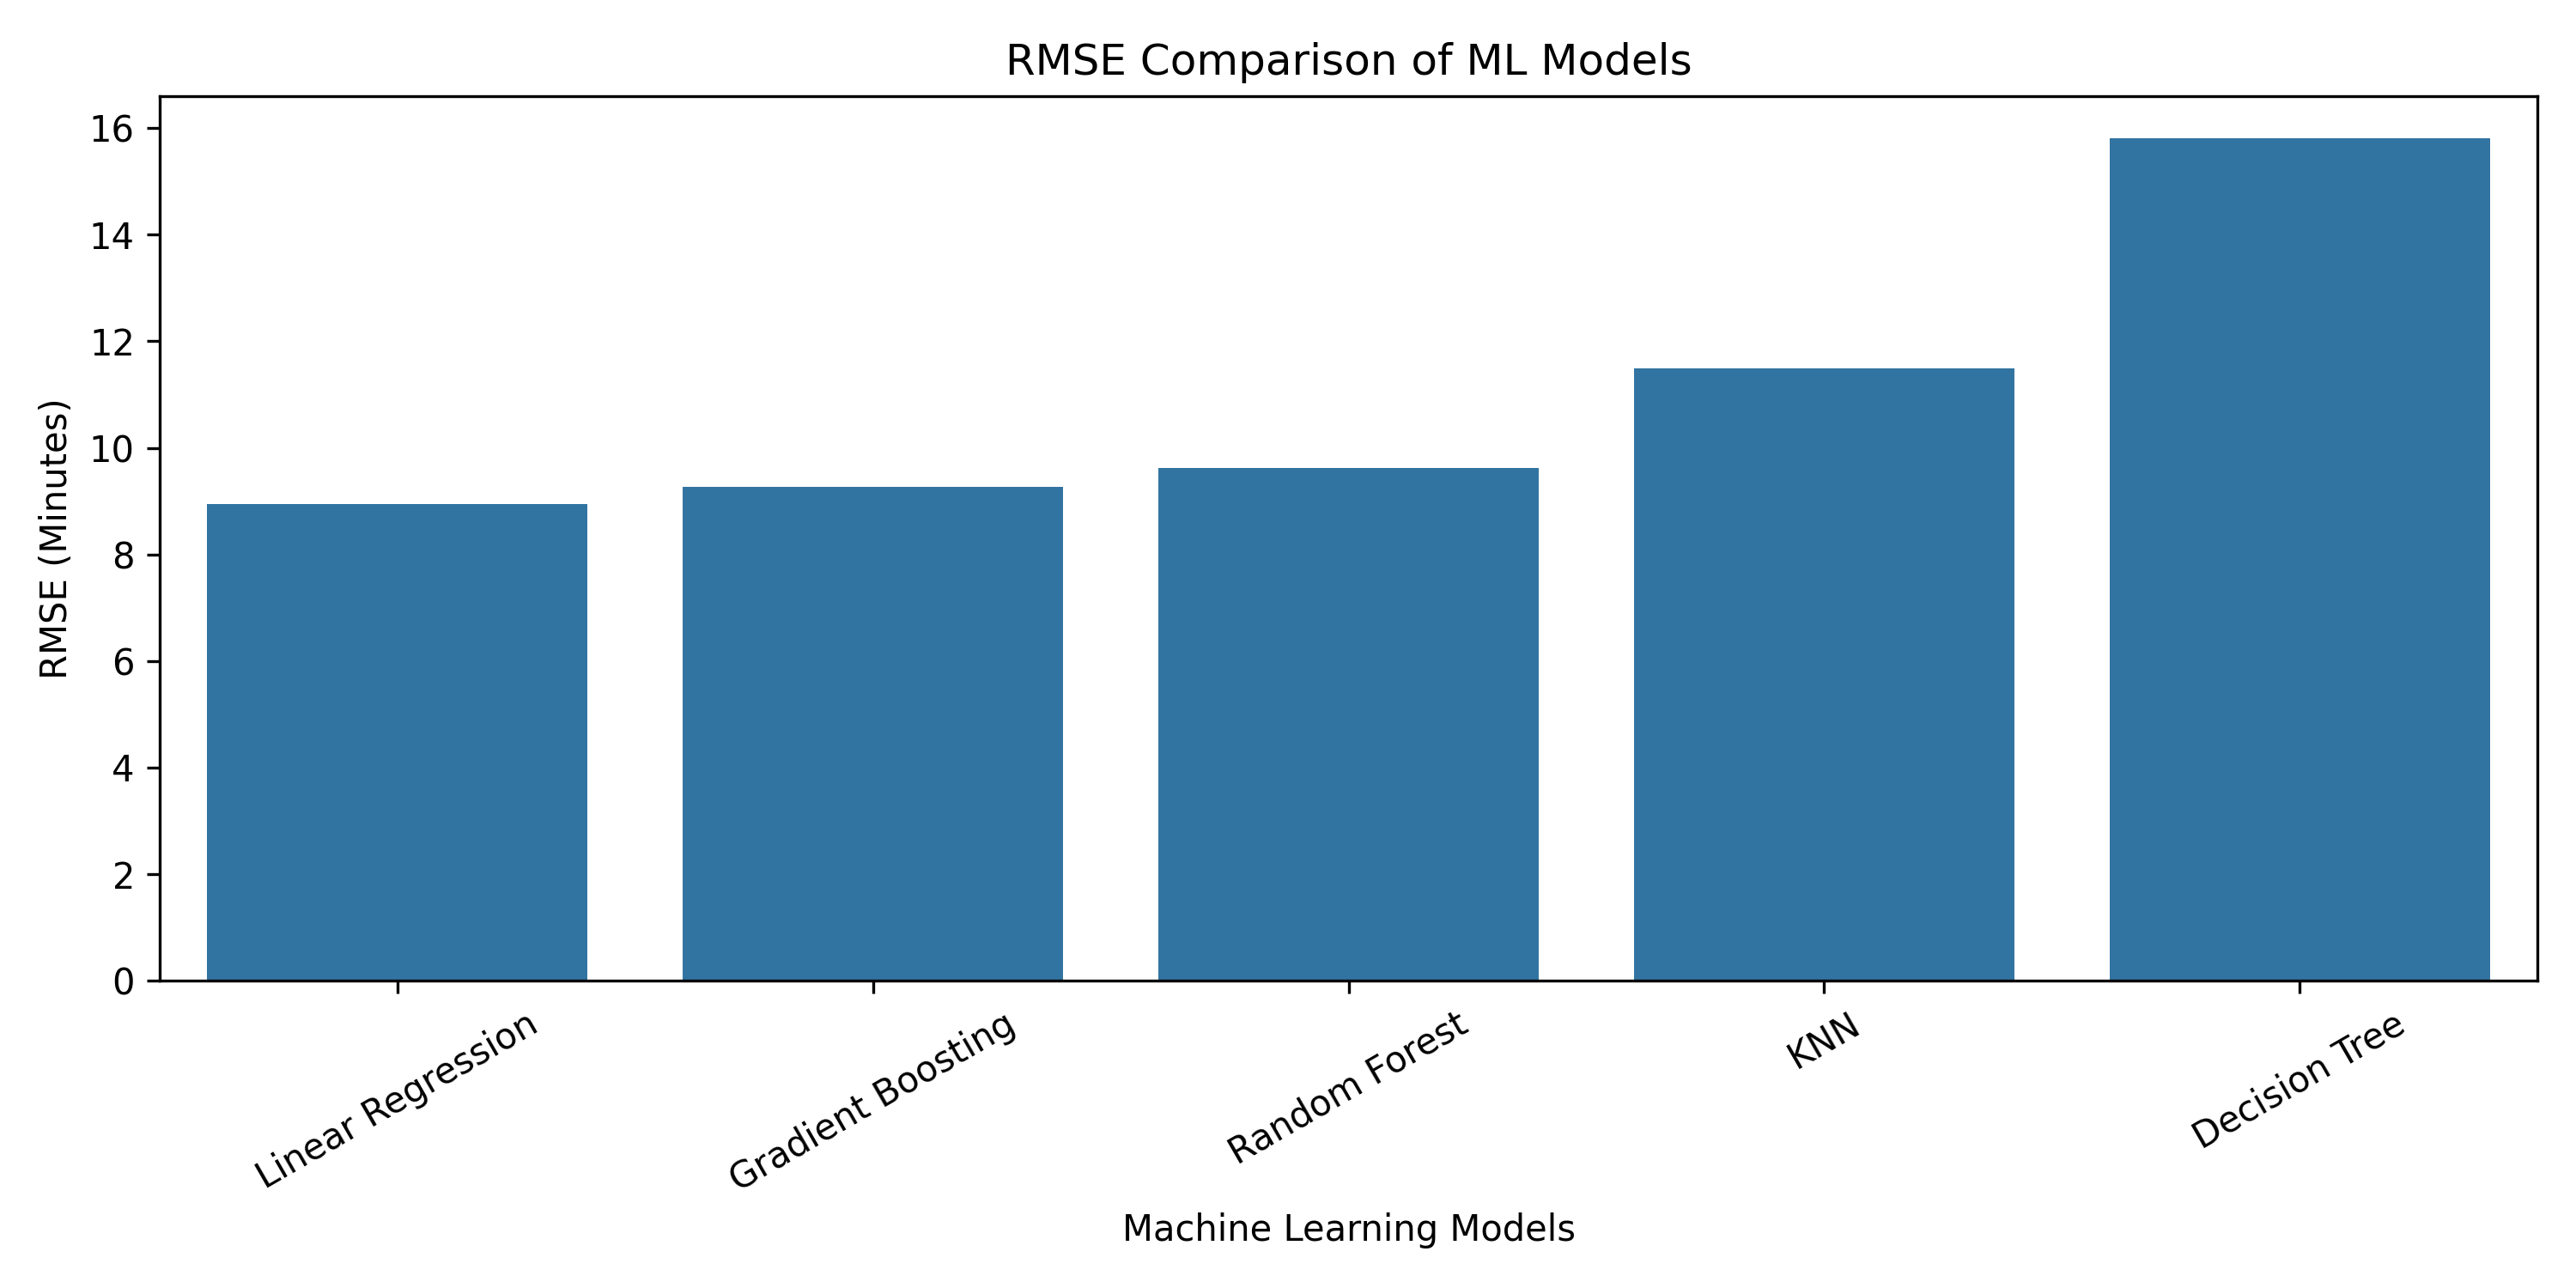 RMSE Comparison of ML Models
RMSE (Minutes)
16
14
12
10
8
6
4
2
0
Linear Regression
Gradient Boosting
Random Forest
KNN
Decision Tree
Machine Learning Models